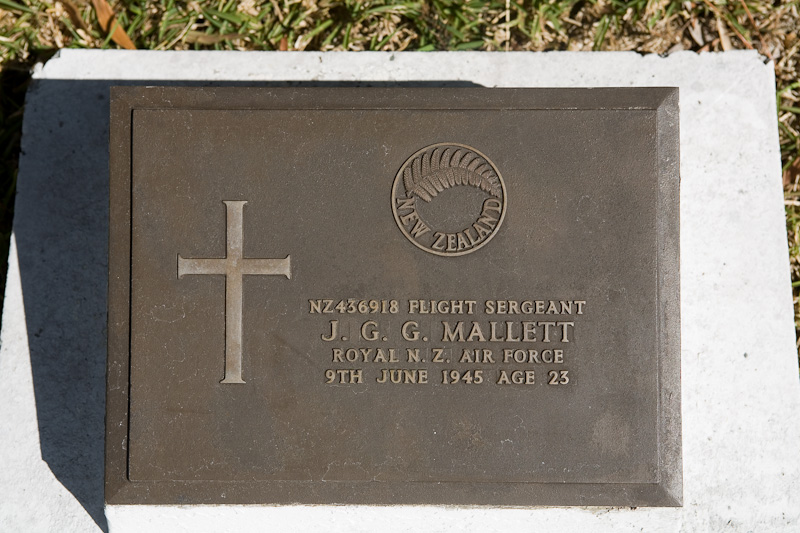 NEW ZEALAND
NZ436918 FLIGHT SERGEANT
J. G. G. MALLETT
ROYAL N. Z. AIR FORCE
9TH JUNE 1945 AGE 23